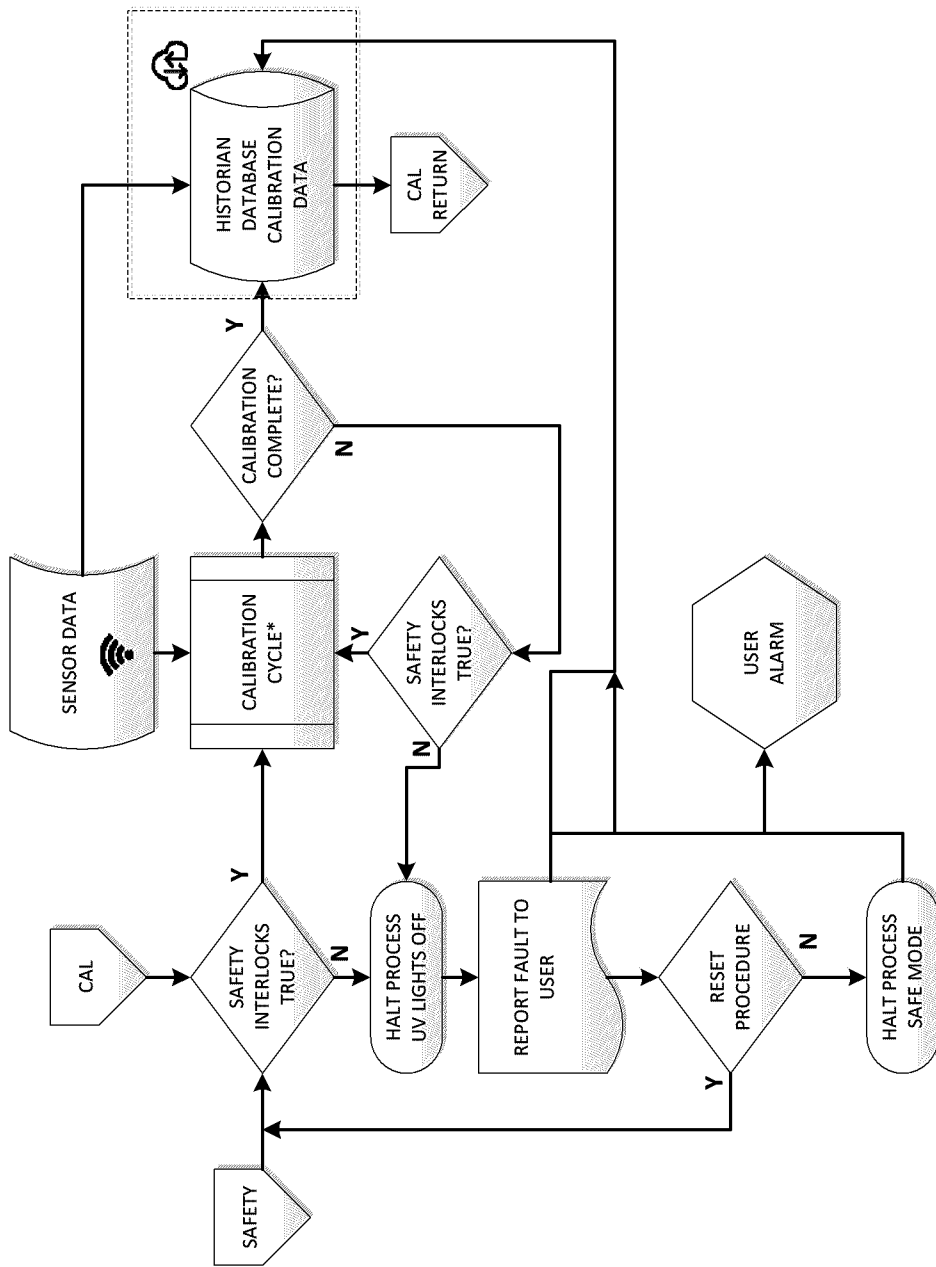 CAL
SAFETY
SAFETY
INTERLOCKS
TRUE?
Y
N
SENSOR DATA
CALIBRATION
CYCLE*
CALIBRATION
COMPLETE?
Y
N
HISTORIAN
DATABASE
CALIBRATION
DATA
CAL
RETURN
SAFETY
INTERLOCKS
TRUE?
Y
N
HALT PROCESS
UV LIGHTS OFF
REPORT FAULT TO
USER
RESET
PROCEDURE
Y
N
HALT PROCESS
SAFE MODE
USER
ALARM